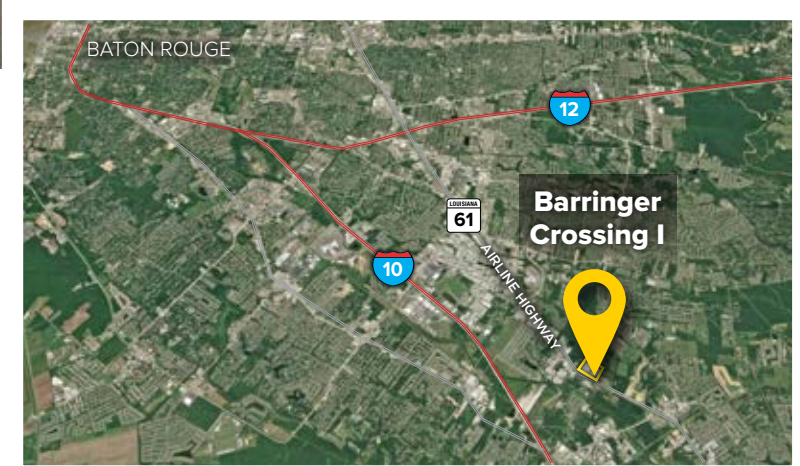 BATON ROUGE
12
Barringer
Crossing I
LOUISIANA
61
AIRLINE HIGHWAY
10